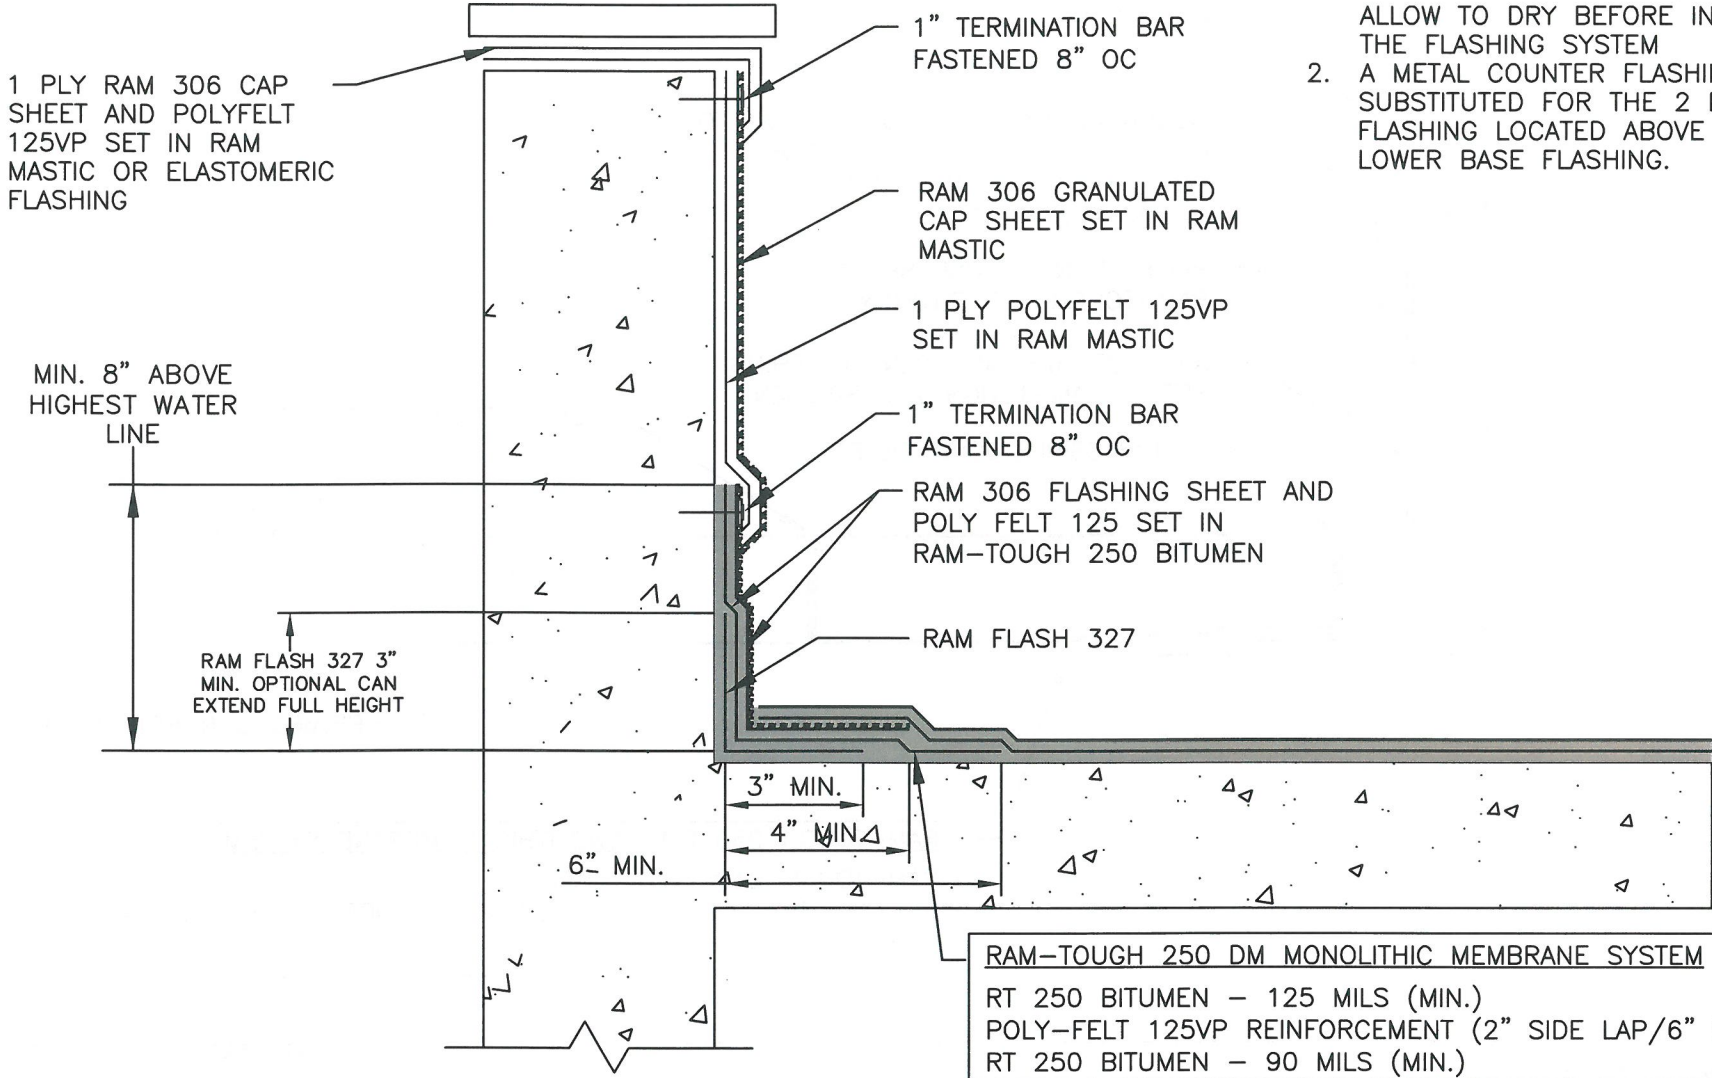 1" TERMINATION BAR
FASTENED 8" OC
1 PLY RAM 306 CAP
SHEET AND POLYFELT
125VP SET IN RAM
MASTIC OR ELASTOMERIC
FLASHING
ALLOW TO DRY BEFORE IN
THE FLASHING SYSTEM
2. A METAL COUNTER FLASHI
SUBSTITUTED FOR THE 2
FLASHING LOCATED ABOVE
LOWER BASE FLASHING.
RAM 306 GRANULATED
CAP SHEET SET IN RAM
MASTIC
1 PLY POLYFELT 125VP
SET IN RAM MASTIC
MIN. 8" ABOVE
HIGHEST WATER
LINE
1" TERMINATION BAR
FASTENED 8" OC
RAM 306 FLASHING SHEET AND
POLY FELT 125 SET IN
RAM-TOUGH 250 BITUMEN
RAM FLASH 327
RAM FLASH 327 3"
MIN. OPTIONAL CAN
EXTEND FULL HEIGHT
3" MIN.
4" MIN.
6" MIN.
RAM-TOUGH 250 DM MONOLITHIC MEMBRANE SYSTEM
RT 250 BITUMEN - 125 MILS (MIN.)
POLY-FELT 125VP REINFORCEMENT (2" SIDE LAP/6"
RT 250 BITUMEN - 90 MILS (MIN.)